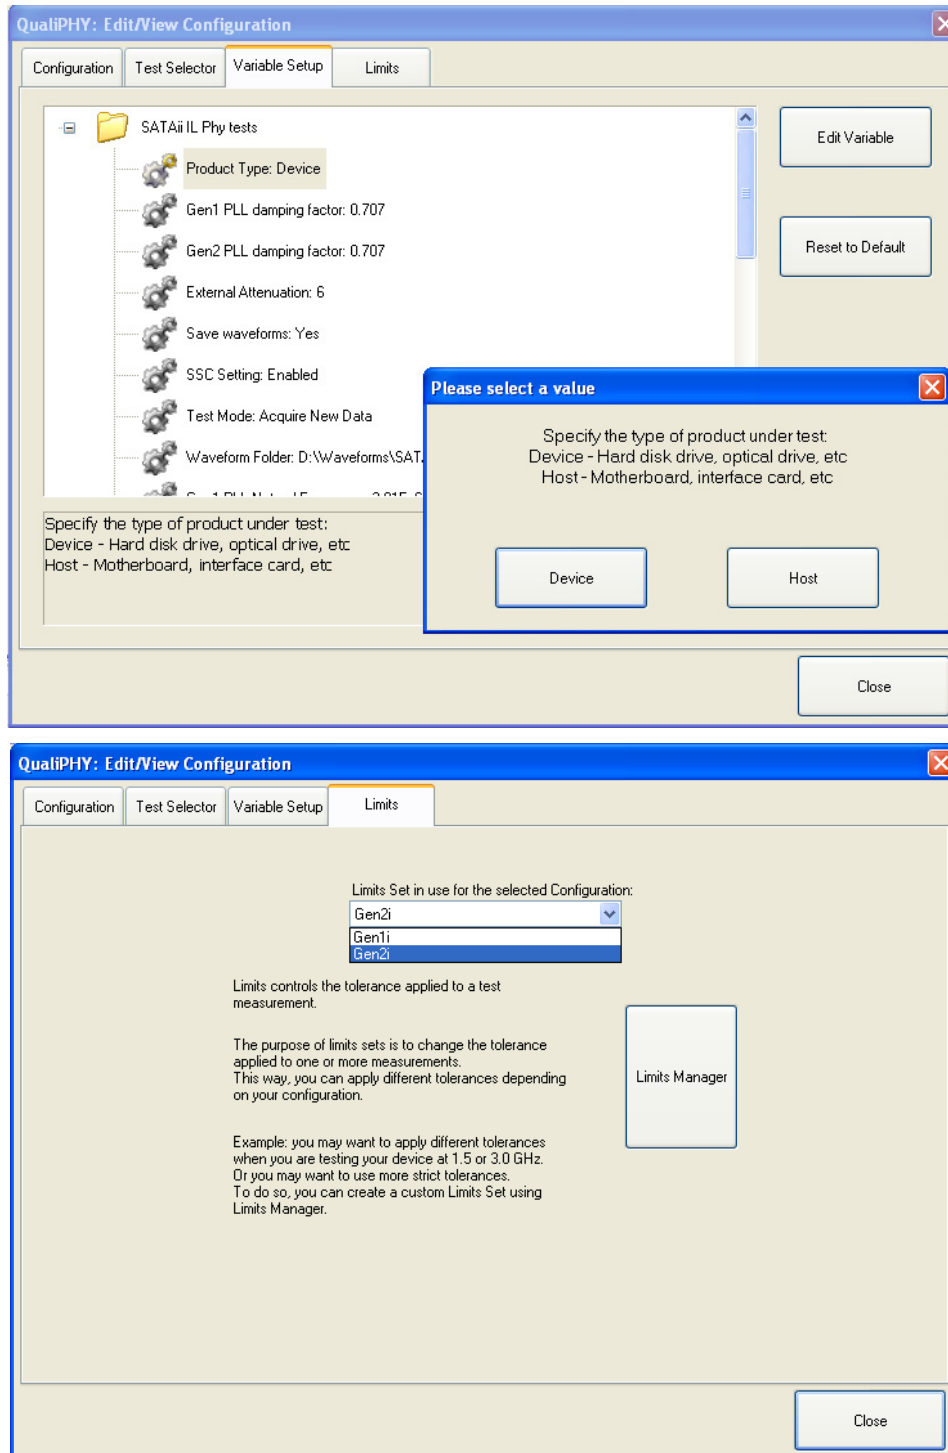 QualiPHY: Edit/View Configuration
Configuration Test Selector Variable Setup Limits
SATAii IL Phy tests
Product Type: Device
Gen1 PLL damping factor: 0.707
Gen2 PLL damping factor: 0.707
External Attenuation: 6
Save waveforms: Yes
SSC Setting: Enabled
Test Mode: Acquire New Data
Waveform Folder: D:\Waveforms\SAT
Edit Variable
Reset to Default
Specify the type of product under test:
Device - Hard disk drive, optical drive, etc
Host - Motherboard, interface card, etc
Please select a value
Specify the type of product under test:
Device - Hard disk drive, optical drive, etc
Host - Motherboard, interface card, etc
Device Host
Close
QualiPHY: Edit/View Configuration
Configuration Test Selector Variable Setup Limits
Limits Set in use for the selected Configuration:
Gen2i
Gen1i
Gen2i
Limits controls the tolerance applied to a test
measurement.
The purpose of limits sets is to change the tolerance
applied to one or more measurements.
This way, you can apply different tolerances depending
on your configuration.
Limits Manager
Example: you may want to apply different tolerances
when you are testing your device at 1.5 or 3.0 GHz.
Or you may want to use more strict tolerances.
To do so, you can create a custom Limits Set using
Limits Manager.
Close